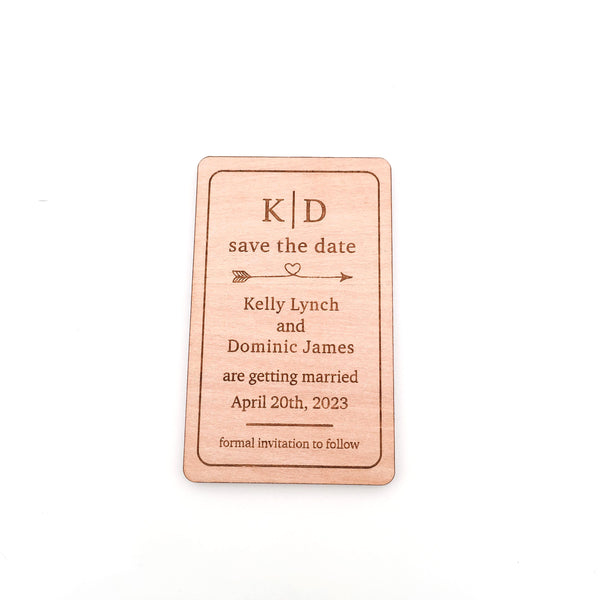 K|D
save the date
Kelly Lynch
and
Dominic James
are getting married
April 20th, 2023
formal invitation to follow